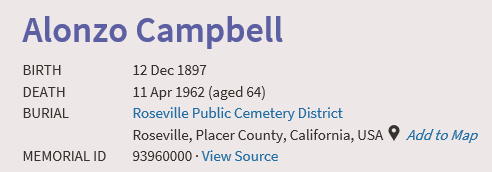 Alonzo Campbell
BIRTH 12 Dec 1897
DEATH 11 Apr 1962 (aged 64)
BURIAL Roseville Public Cemetery District
Roseville, Placer County, California, USA Add to Map
MEMORIAL ID 93960000 · View Source